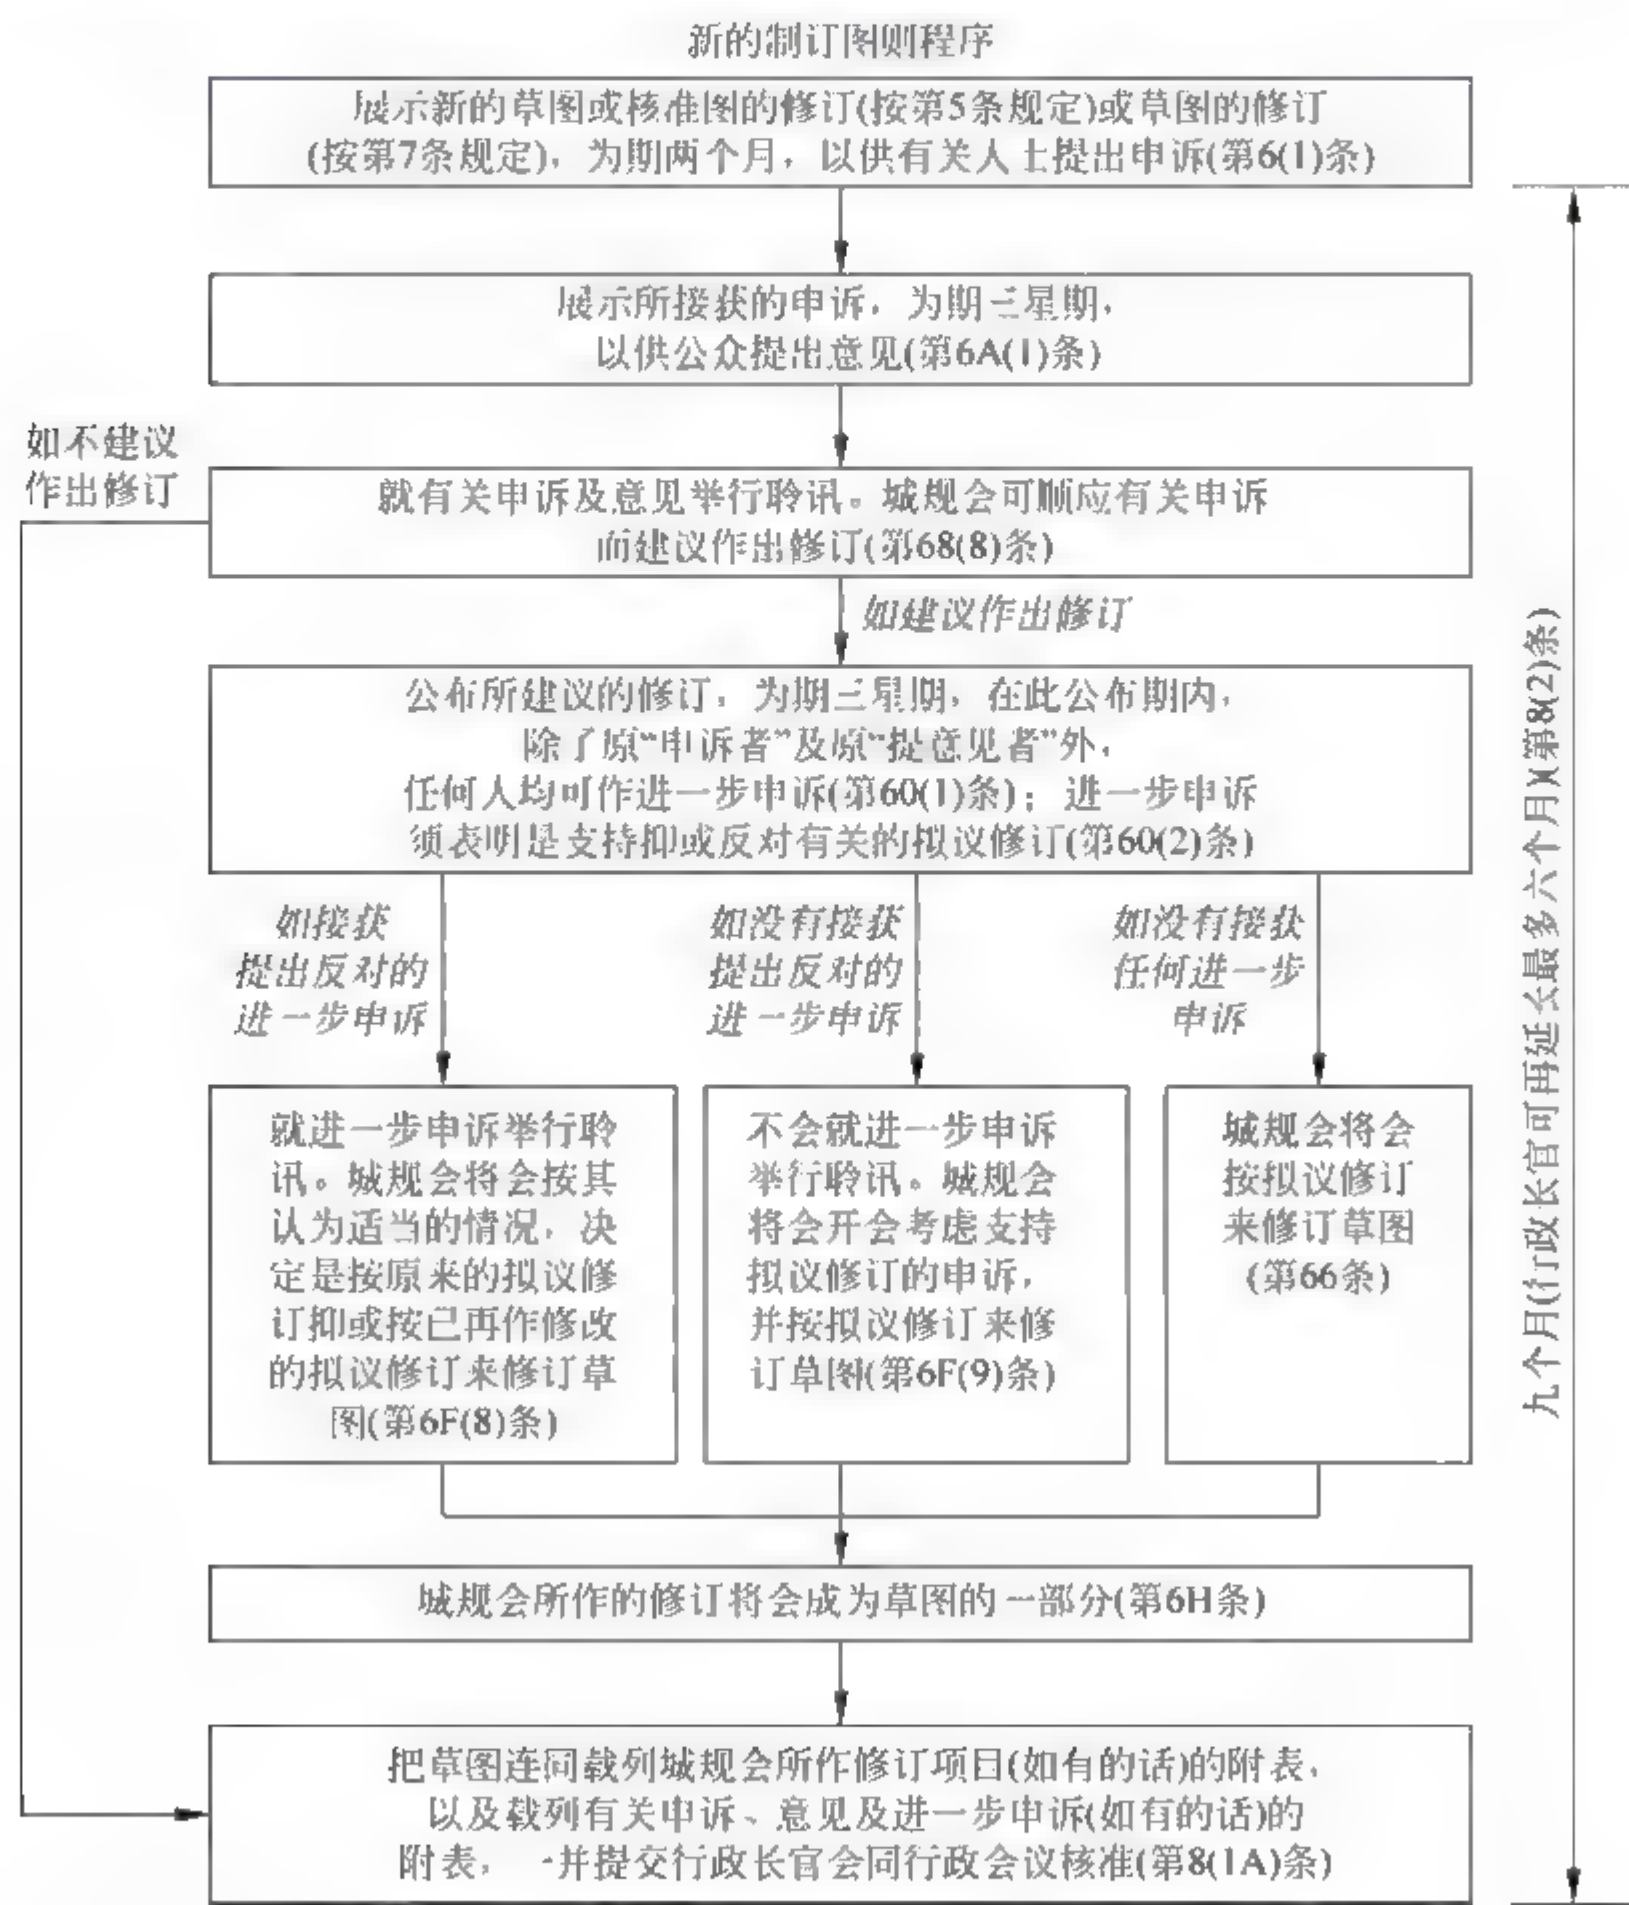 新的制订图则程序
展示新的草图或核准图的修订(按第5条规定)或草图的修订
(按第7条规定)，为期两个月，以供有关人士提出申诉(第6(1)条)
展示所接获的申诉，为期三星期，
以供公众提出意见(第6A(1)条)
如不建议
作出修订
就有关申诉及意见举行聆讯。城规会可顺应有关申诉
而建议作出修订(第68(8)条)
如建议作出修订
公布所建议的修订，为期三星期，在此公布期内，
除了原“申诉者”及原“提意见者”外，
任何人均可作进一步申诉(第60(1)条)；进一步申诉
须表明是支持抑或反对有关的拟议修订(第60(2)条)
如接获
提出反对的
进一步申诉
如没有接获
提出反对的
进一步申诉
如没有接获
任何进一步
申诉
就进一步申诉举行聆
讯。城规会将会按其
认为适当的情况，决
定是按原来的拟议修
订抑或按已再作修改
的拟议修订来修订草
图(第6F(8)条)
不会就进一步申诉
举行聆讯。城规会
将会开会考虑支持
拟议修订的申诉，
并按拟议修订来修
订草图(第6F(9)条)
城规会将会
按拟议修订
来修订草图
(第66条)
城规会所作的修订将会成为草图的一部分(第6H条)
把草图连同载列城规会所作修订项目(如有的话)的附表，
以及载列有关申诉、意见及进一步申诉(如有的话)的
附表，一并提交行政长官会同行政会议核准(第8(1A)条)
九个月(行政长官可再延长最多六个月)(第8(2)条)